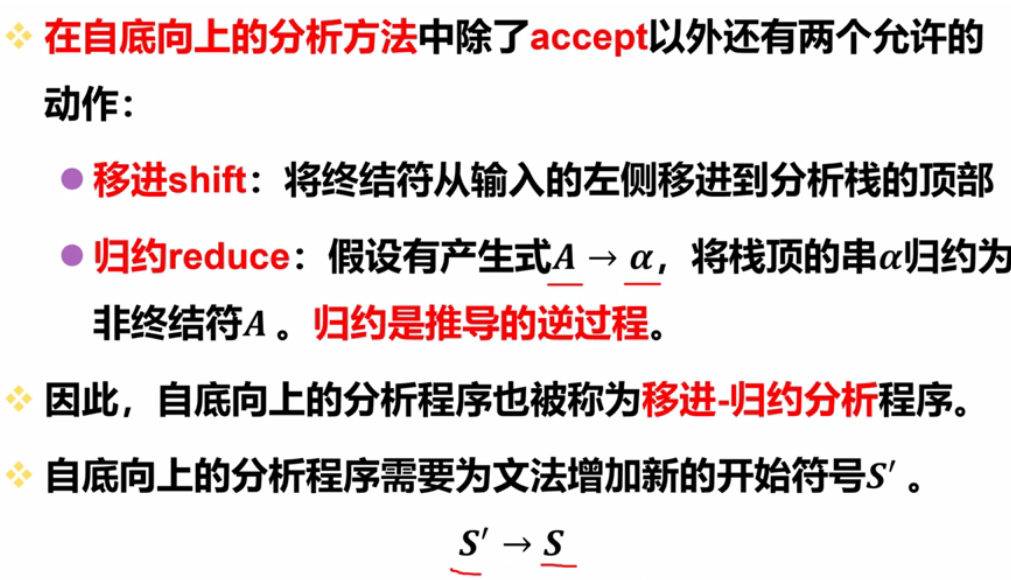 在自底向上的分析方法中除了accept以外还有两个允许的
动作：
移进shift：将终结符从输入的左侧移进到分析栈的顶部
归约reduce：假设有产生式A → α，将栈顶的串α归约为
非终结符A 。归约是推导的逆过程。
因此，自底向上的分析程序也被称为移进-归约分析程序。
自底向上的分析程序需要为文法增加新的开始符号S′ 。
S′ → S